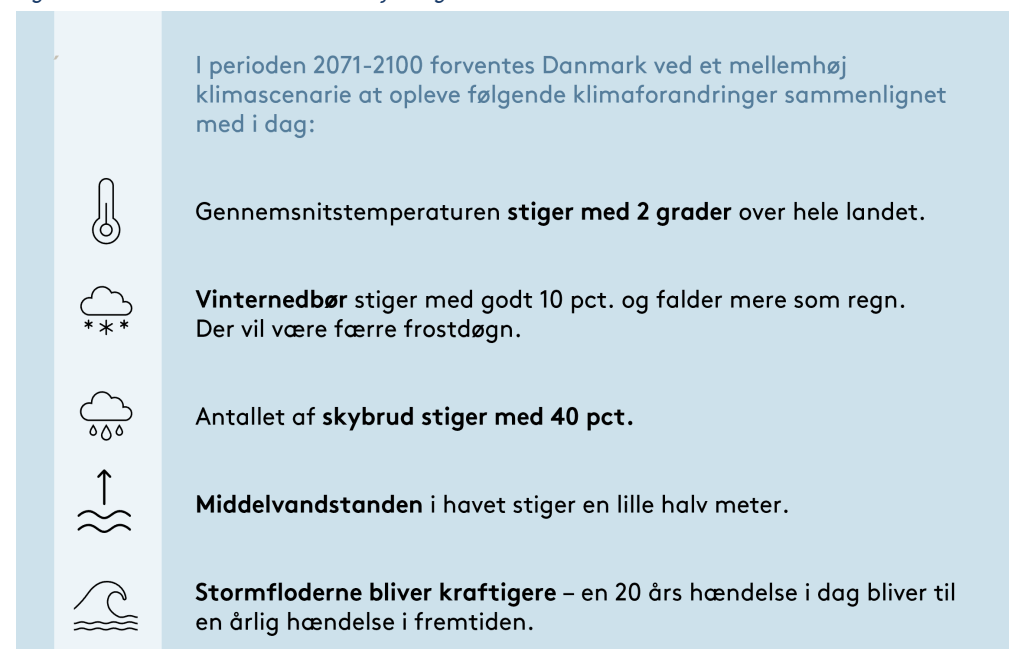 I perioden 2071-2100 forventes Danmark ved et mellemhøj
klimascenarie at opleve følgende klimaforandringer sammenlignet
med i dag:
Gennemsnitstemperaturen stiger med 2 grader over hele landet.
Vinternedbør stiger med godt 10 pct. og falder mere som regn.
Der vil være færre frostdøgn.
Antallet af skybrud stiger med 40 pct.
Middelvandstanden i havet stiger en lille halv meter.
Stormfloderne bliver kraftigere – en 20 års hændelse i dag bliver til
en årlig hændelse i fremtiden.